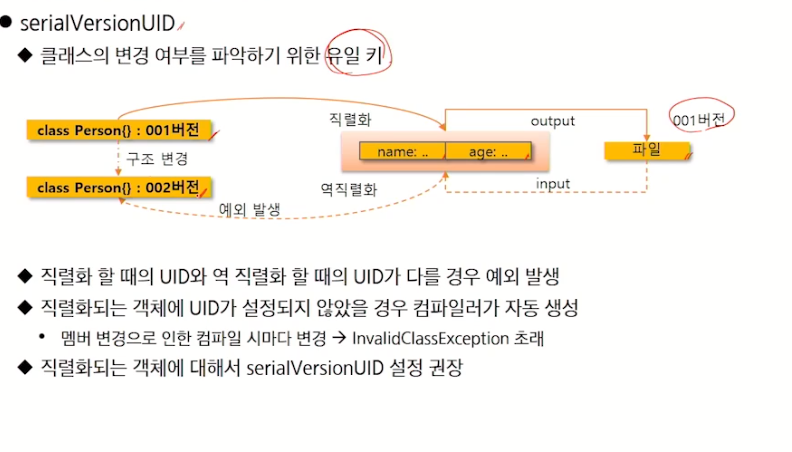 serialVersionUID
클래스의 변경 여부를 파악하기 위한 유일 키
직렬화
output
001버전
class Person{} : 001버전
name: ..
age: ..
파일
구조 변경
class Person{} : 002버전
역직렬화
input
예외 발생
직렬화 할 때의 UID와 역 직렬화 할 때의 UID가 다를 경우 예외 발생
직렬화되는 객체에 UID가 설정되지 않았을 경우 컴파일러가 자동 생성
멤버 변경으로 인한 컴파일 시마다 변경 → InvalidClassException 초래
직렬화되는 객체에 대해서 serialVersionUID 설정 권장